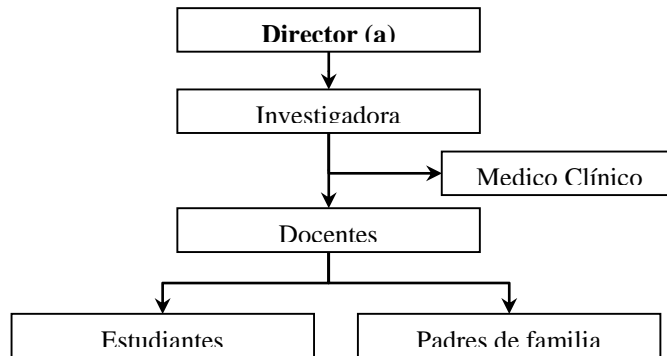 Director (a)
Investigadora
Medico Clínico
Docentes
Estudiantes
Padres de familia